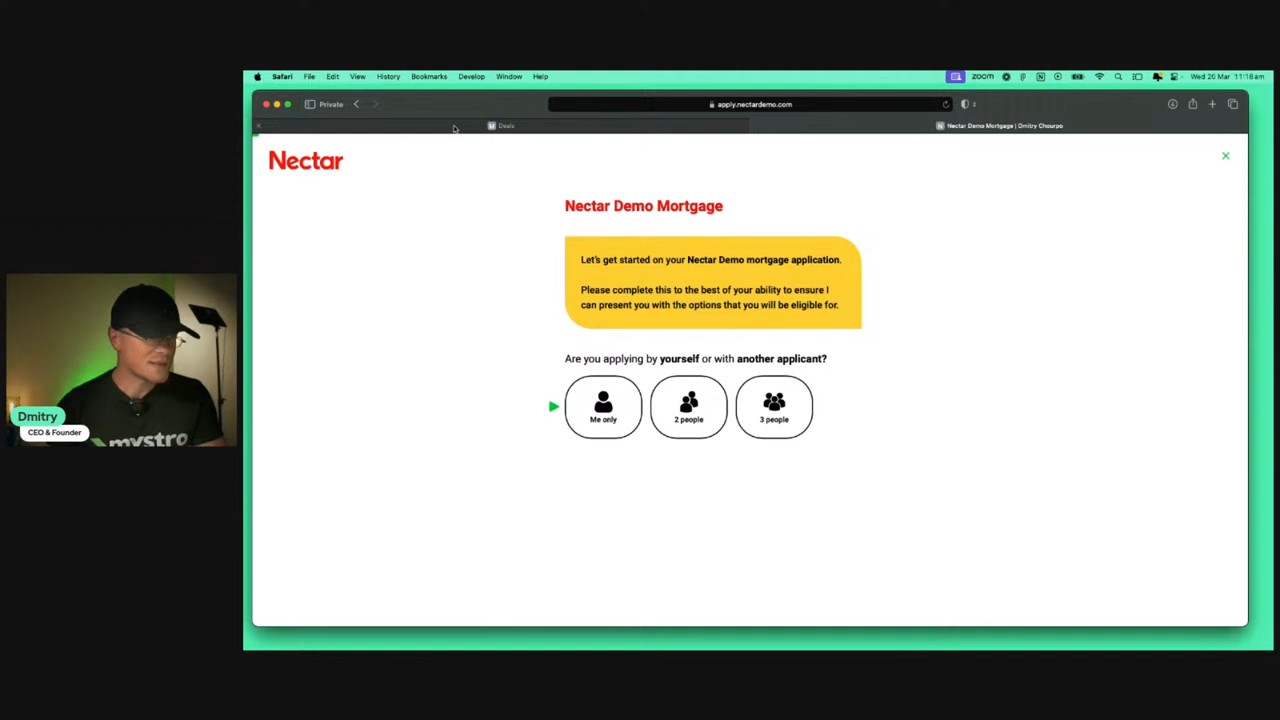 Safari File Edit View History Bookmarks Develop Window Help
zoom
Wed 20 Mar 11:18am
Private
apply.nectardemo.com
2
M Deals
N Nectar Demo Mortgage | Dmitry Chourpo
Nectar
Nectar Demo Mortgage
Let's get started on your Nectar Demo mortgage application.
Please complete this to the best of your ability to ensure I
can present you with the options that you will be eligible for.
Are you applying by yourself or with another applicant?
Me only
2 people
3 people
Dmitry
CEO & Founder
mystro